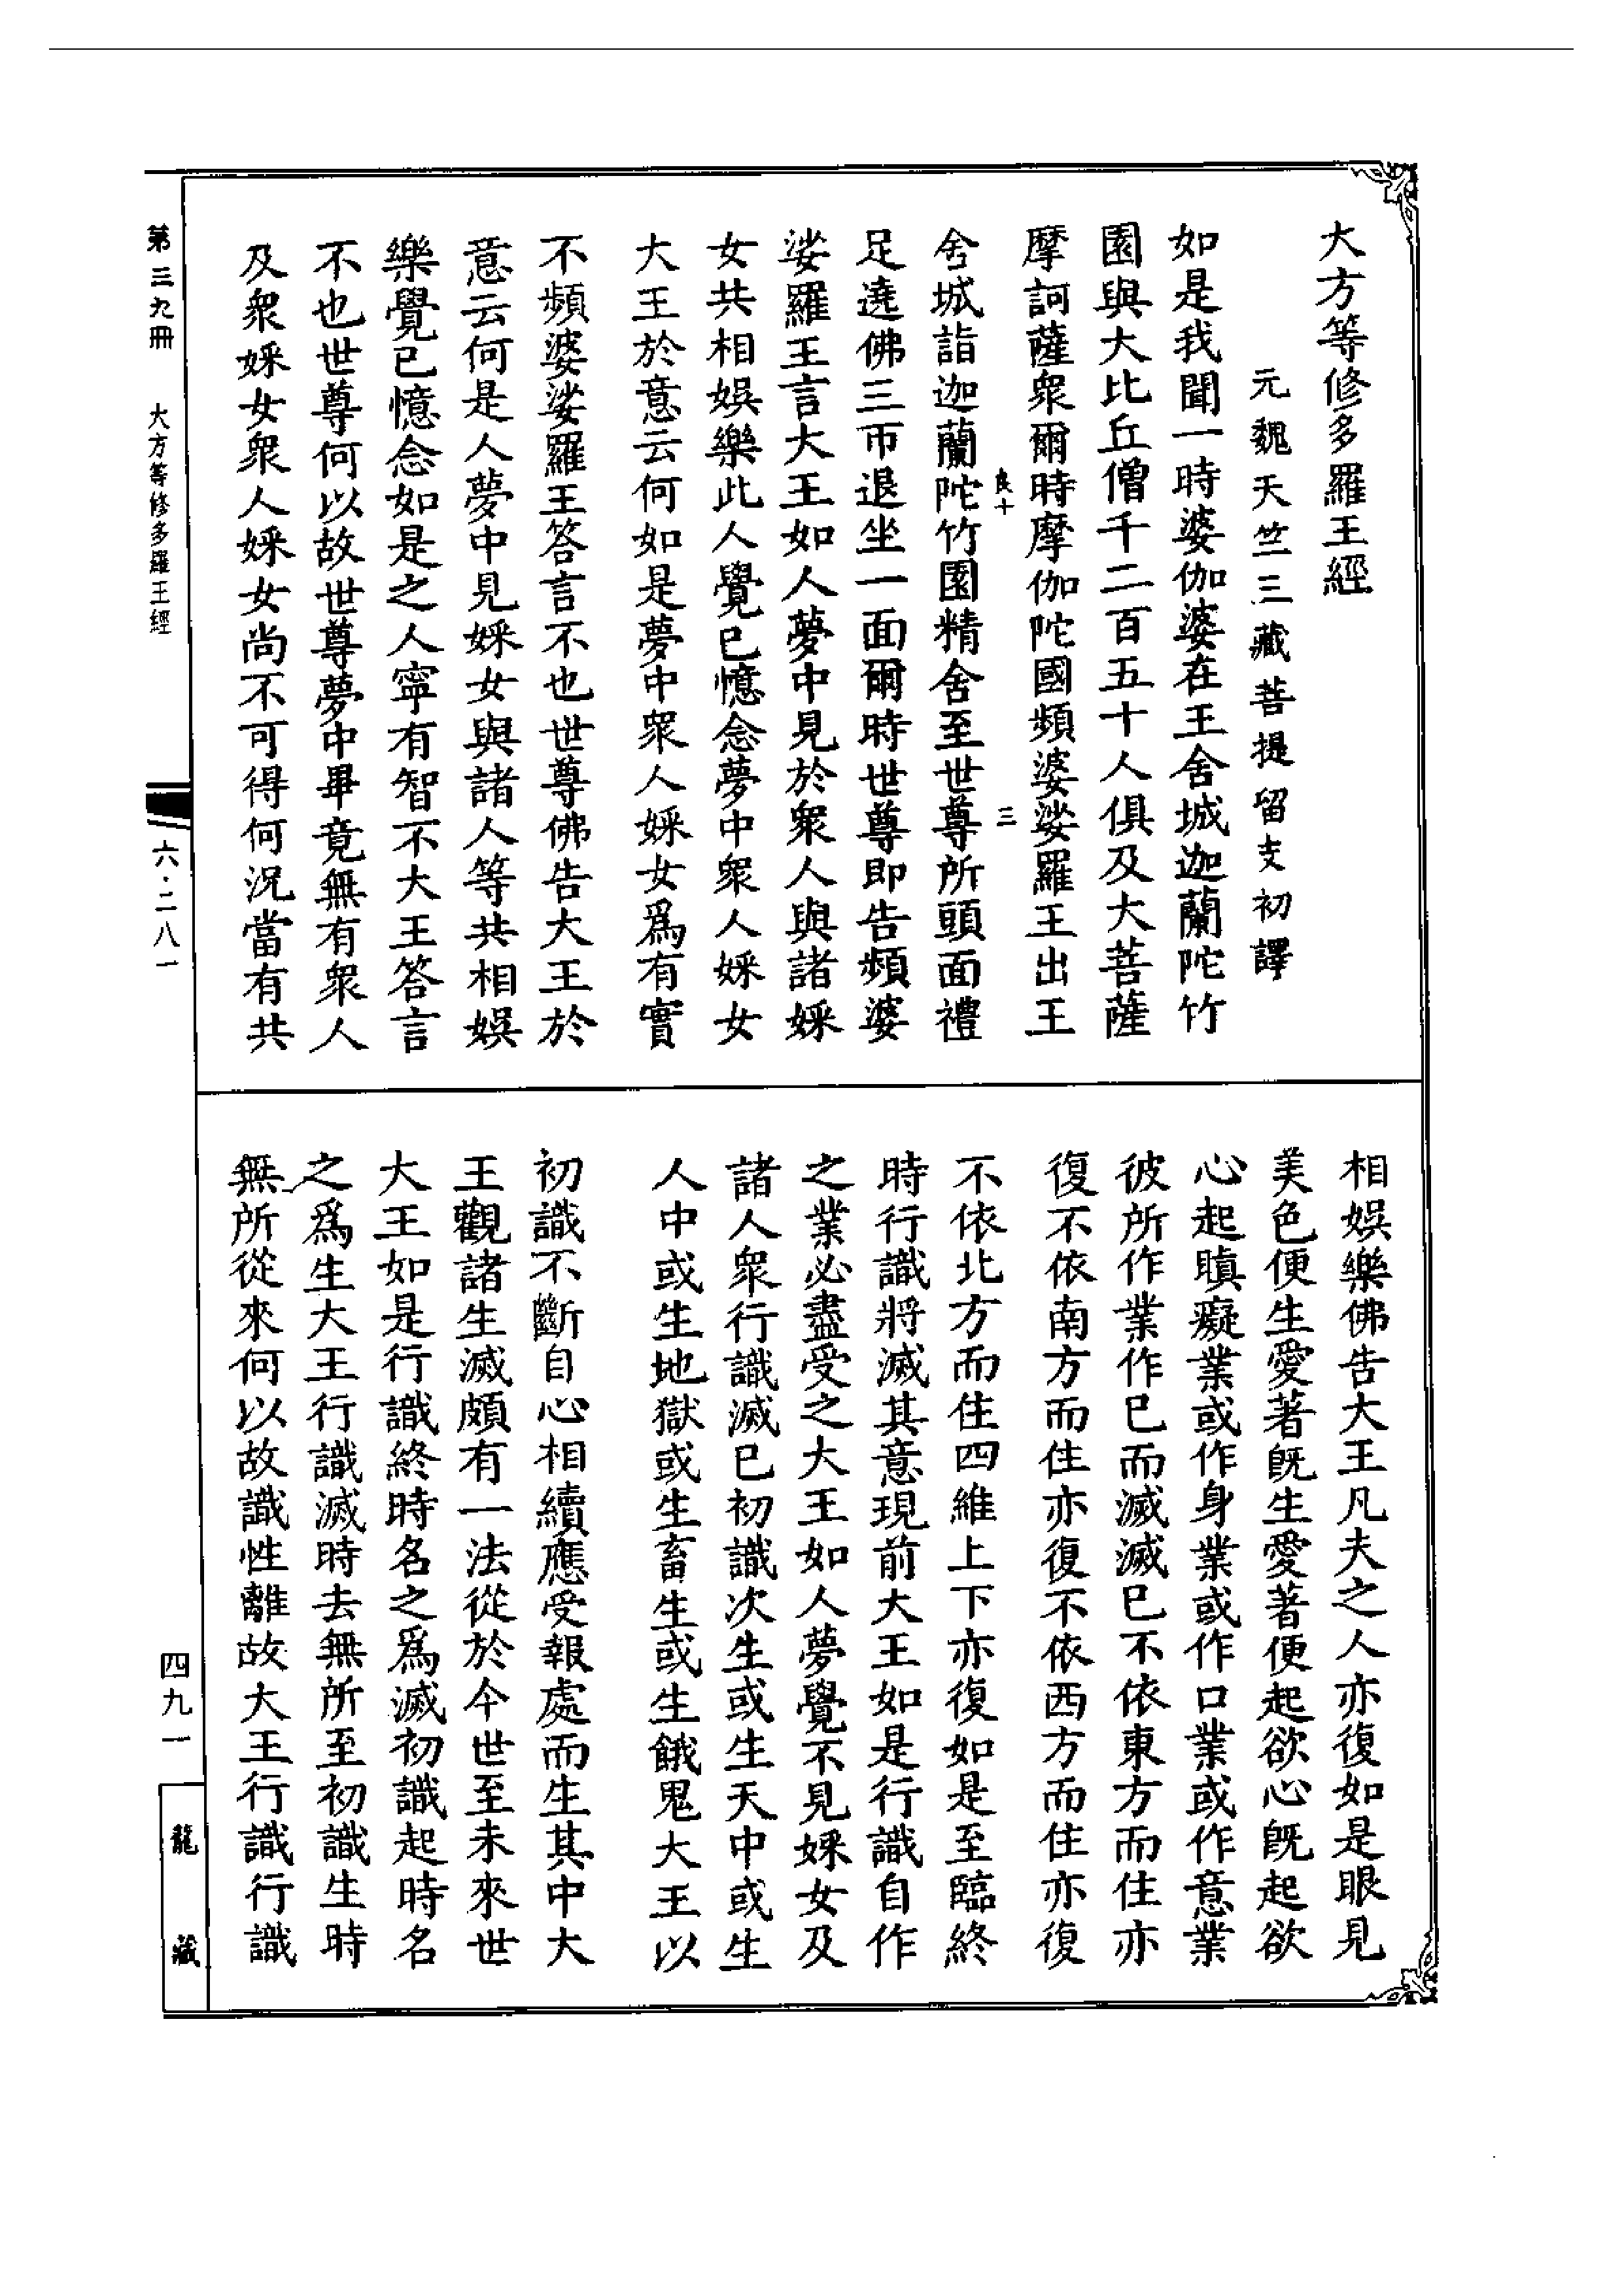 大方等修多羅王經
元魏天竺三藏菩提留支初譯
如是我聞一時婆伽婆在王舍城迦蘭陀竹
園與大比丘僧千二百五十人俱及大菩薩
摩訶薩衆爾時摩伽陀國頻婆娑羅王出王
良十
三
舍城詣迦蘭陀竹園精舍至世尊所頭面禮
足遶佛三帀退坐一面爾時世尊即告頻婆
娑羅王言大王如人夢中見於衆人與諸婇
女共相娛樂此人覺已憶念夢中衆人婇女
大王於意云何如是夢中衆人婇女爲有實
不頻婆娑羅王答言不也世尊佛告大王於
意云何是人夢中見婇女與諸人等共相娛
樂覺已憶念如是之人寧有智不大王答言
不也世尊何以故世尊夢中畢竟無有衆人
及衆婇女衆人婇女尚不可得何況當有共
相娛樂佛告大王凡夫之人亦復如是眼見
美色便生愛著旣生愛著便起欲心旣起欲
心起瞋癡業或作身業或作口業或作意業
彼所作業作已而滅滅已不依東方而住亦
復不依南方而住亦復不依西方而住亦復
不依北方而住四維上下亦復如是至臨終
時行識將滅其意現前大王如是行識自作
之業必盡受之大王如人夢覺不見婇女及
諸人衆行識滅已初識次生或生天中或生
人中或生地獄或生畜生或生餓鬼大王以
初識不斷自心相續應受報處而生其中大
王觀諸生滅頗有一法從於今世至未來世
大王如是行識終時名之爲滅初識起時名
之爲生大王行識滅時去無所至初識生時
無所從來何以故識性離故大王行識行識
第三九冊
大方等修多羅王經
六·二八一
四九一
龍藏